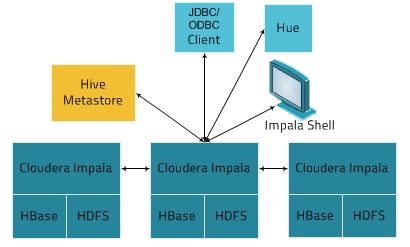 JDBC/
ODBC
Client
Hue
Hive
Metastore
Impala Shell
Cloudera Impala
HBase
HDFS
Cloudera Impala
HBase
HDFS
Cloudera Impala
HBase
HDFS